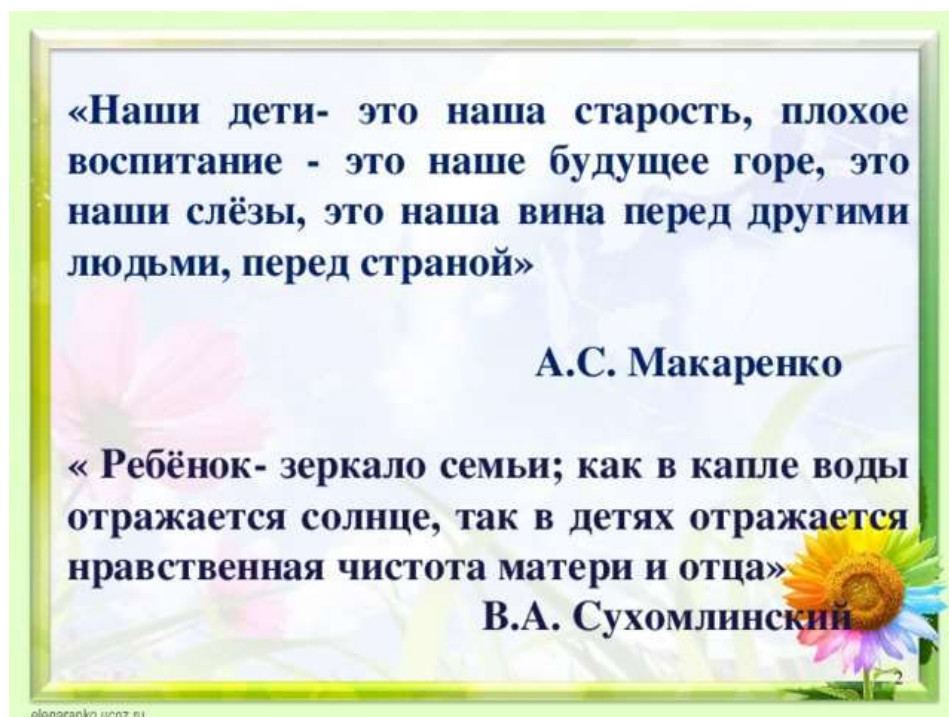 «Наши дети- это наша старость, плохое
воспитание - это наше будущее горе, это
наши слёзы, это наша вина перед другими
людьми, перед страной»
А.С. Макаренко
« Ребёнок- зеркало семьи; как в капле воды
отражается солнце, так в детях отражается
нравственная чистота матери и отца»
В.А. Сухомлинский
2